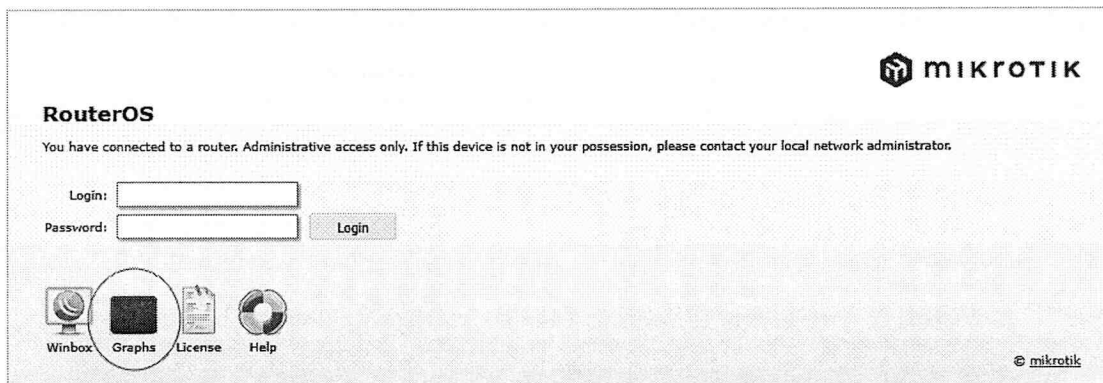 mikrotik
RouterOS
You have connected to a router. Administrative access only. If this device is not in your possession, please contact your local network administrator.
Login:
Password:
Login
Winbox Graphs License Help
© mikrotik